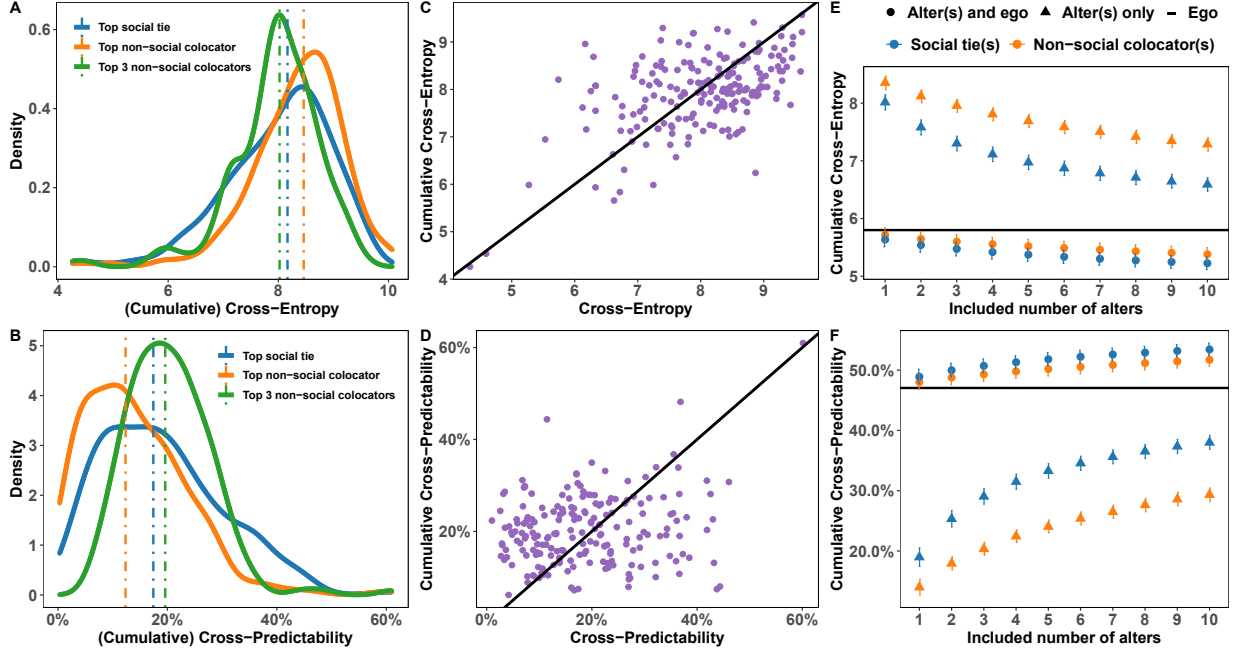 A
Top social tie
Top non−social colocator
Top 3 non−social colocators
Density
0.6
0.4
0.2
0.0
4 6 8 10
(Cumulative) Cross−Entropy
C
Cumulative Cross−Entropy
9
8
7
6
5
4
5 6 7 8 9
Cross−Entropy
E
Alter(s) and ego Alter(s) only Ego
Social tie(s) Non−social colocator(s)
Cumulative Cross−Entropy
8
7
6
5
1 2 3 4 5 6 7 8 9 10
Included number of alters
B
Top social tie
Top non−social colocator
Top 3 non−social colocators
Density
5
4
3
2
1
0
0% 20% 40% 60%
(Cumulative) Cross−Predictability
D
Cumulative Cross−Predictability
60%
40%
20%
0% 20% 40% 60%
Cross−Predictability
F
Cumulative Cross−Predictability
50.0%
40.0%
30.0%
20.0%
1 2 3 4 5 6 7 8 9 10
Included number of alters